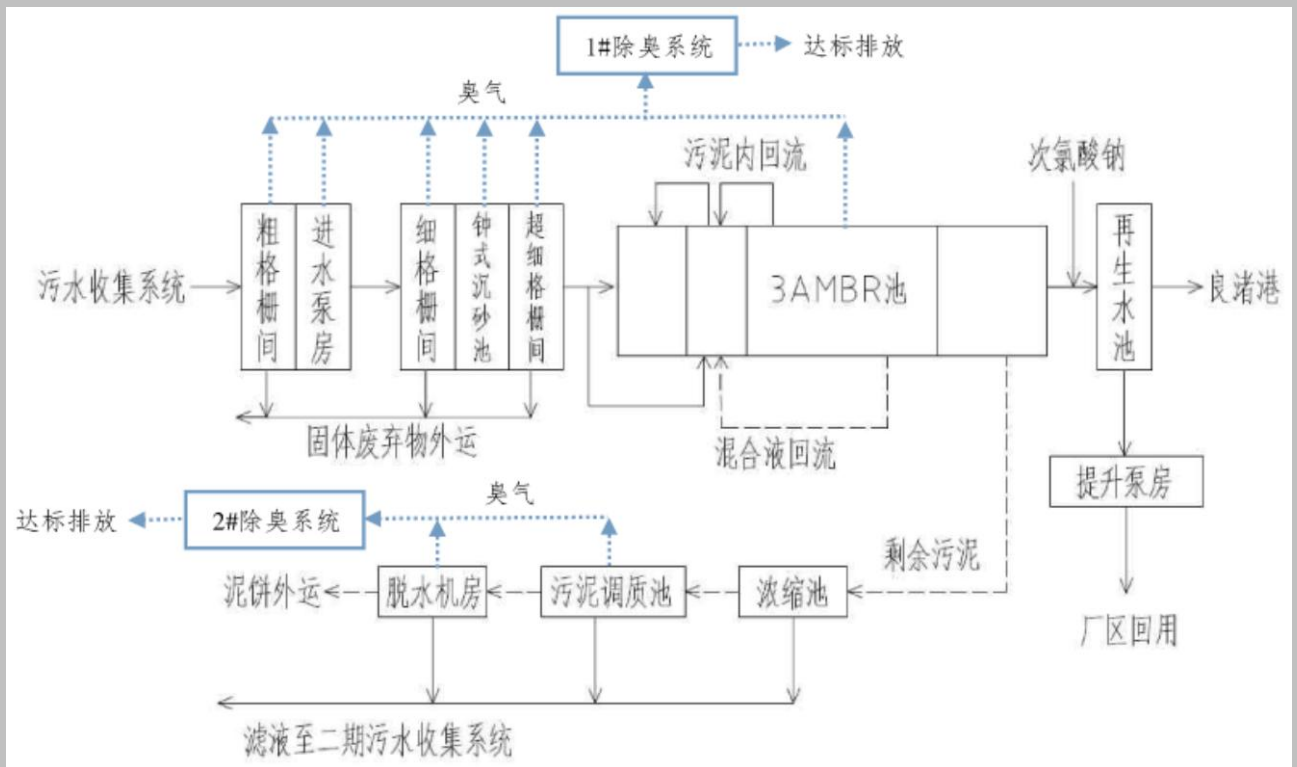 1#除臭系统
达标排放
臭气
污泥内回流
次氯酸钠
污水收集系统
粗格栅间
进水泵房
细格栅间
钟式沉砂池
超细格栅间
3AMBR池
再生水池
良渚港
固体废弃物外运
混合液回流
提升泵房
臭气
达标排放
2#除臭系统
剩余污泥
泥饼外运
脱水机房
污泥调质池
浓缩池
厂区回用
滤液至二期污水收集系统